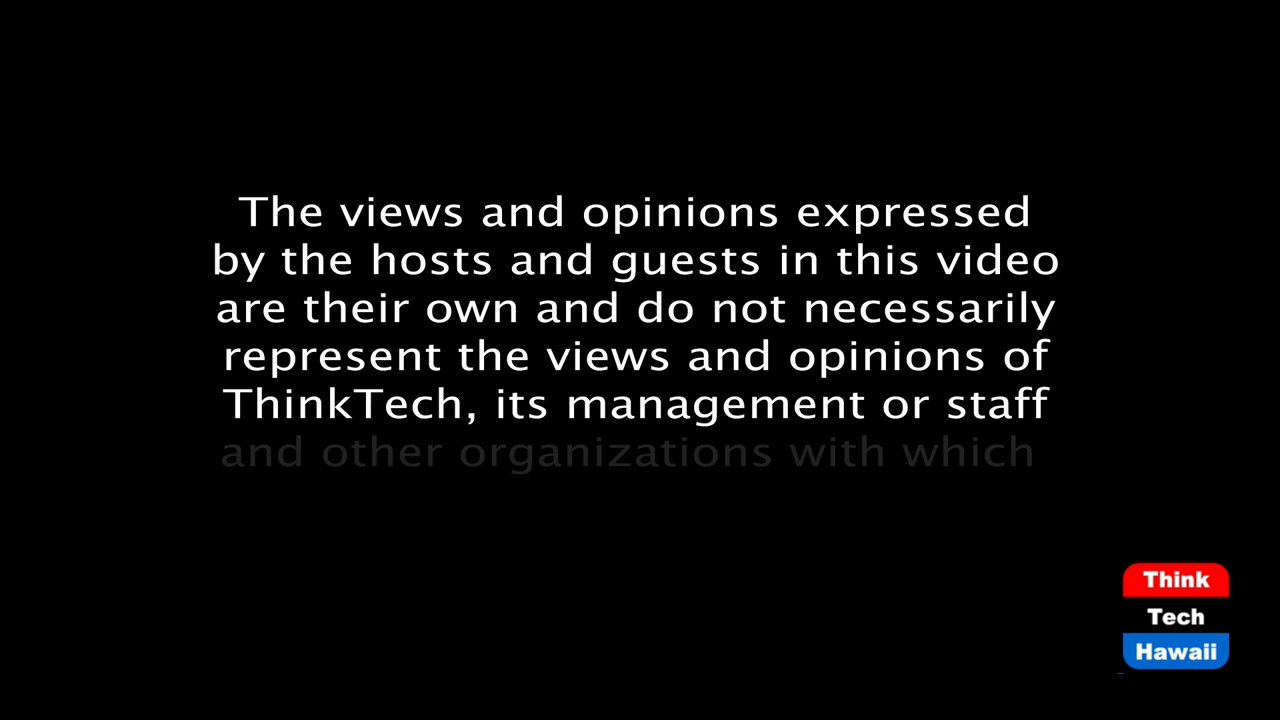 The views and opinions expressed
by the hosts and guests in this video
are their own and do not necessarily
represent the views and opinions of
ThinkTech, its management or staff
and other organizations with which
Think
Tech
Hawaii